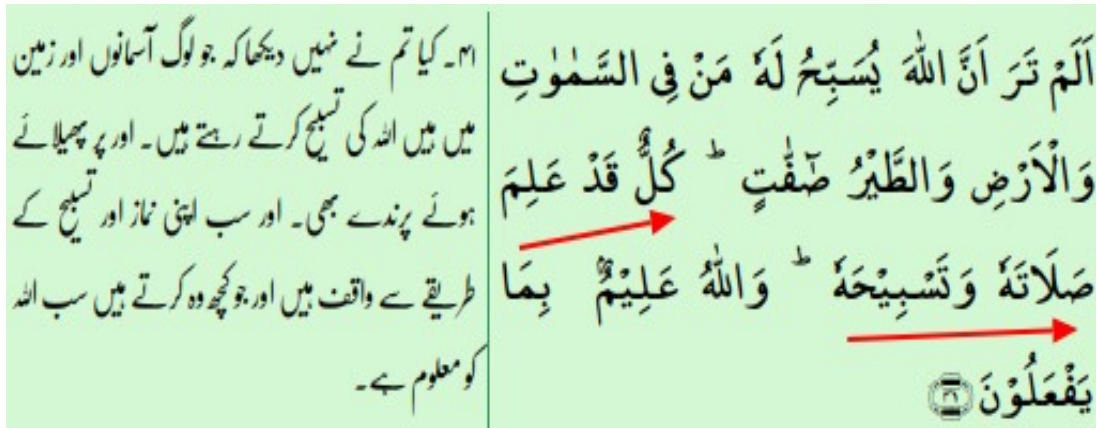 اَلَمْ تَرَ اَنَّ اللّٰهَ يُسَبِّحُ لَهٗ مَنْ فِى السَّمٰوٰتِ
وَالْاَرْضِ وَالطَّيْرُ صٰٓفّٰتٍ ؕ كُلٌّ قَدْ عَلِمَ
صَلَاتَهٗ وَتَسْبِيْحَهٗ ؕ وَاللّٰهُ عَلِيْمٌۢ بِمَا
يَفْعَلُوْنَ
۴۱۔ کیا تم نے نہیں دیکھا کہ جو لوگ آسمانوں اور زمین
میں ہیں اللہ کی تسبیح کرتے رہتے ہیں۔ اور پر پھیلائے
ہوئے پرندے بھی۔ اور سب اپنی نماز اور تسبیح کے
طریقے سے واقف ہیں اور جو کچھ وہ کرتے ہیں سب اللہ
کو معلوم ہے۔